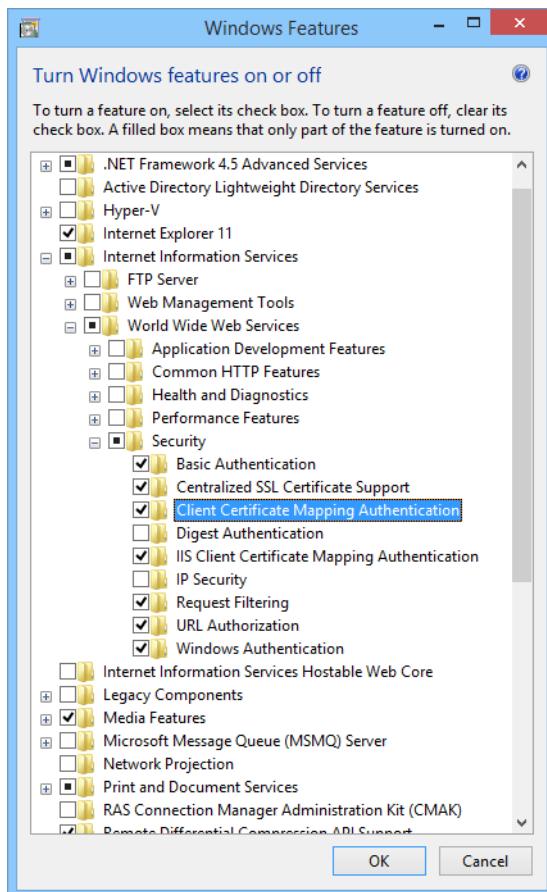 Windows Features
Turn Windows features on or off
To turn a feature on, select its check box. To turn a feature off, clear its
check box. A filled box means that only part of the feature is turned on.
.NET Framework 4.5 Advanced Services
Active Directory Lightweight Directory Services
Hyper-V
Internet Explorer 11
Internet Information Services
FTP Server
Web Management Tools
World Wide Web Services
Application Development Features
Common HTTP Features
Health and Diagnostics
Performance Features
Security
Basic Authentication
Centralized SSL Certificate Support
Client Certificate Mapping Authentication
Digest Authentication
IIS Client Certificate Mapping Authentication
IP Security
Request Filtering
URL Authorization
Windows Authentication
Internet Information Services Hostable Web Core
Legacy Components
Media Features
Microsoft Message Queue (MSMQ) Server
Network Projection
Print and Document Services
RAS Connection Manager Administration Kit (CMAK)
Remote Differential Compression API Support
OK Cancel